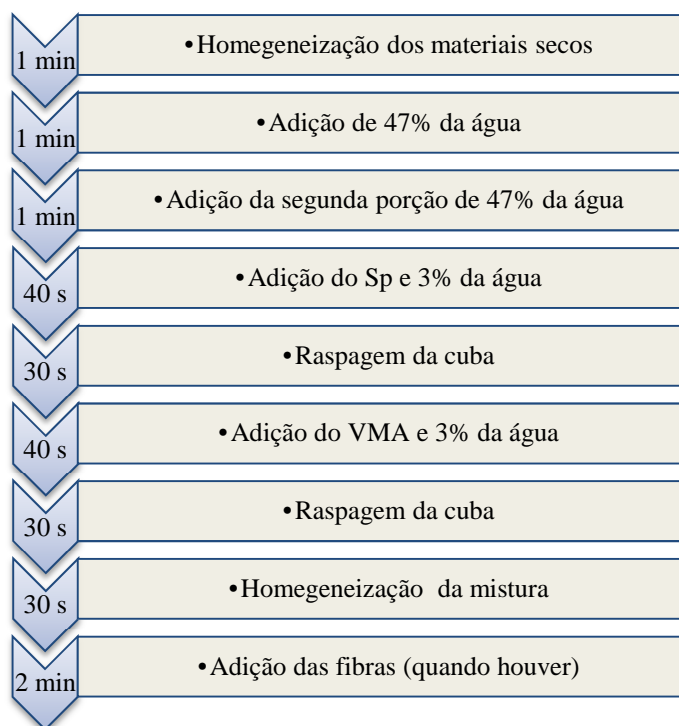 1 min
•Homegeneização dos materiais secos
1 min
•Adição de 47% da água
1 min
•Adição da segunda porção de 47% da água
40 s
•Adição do Sp e 3% da água
30 s
•Raspagem da cuba
40 s
•Adição do VMA e 3% da água
30 s
•Raspagem da cuba
30 s
•Homegeneização da mistura
2 min
•Adição das fibras (quando houver)